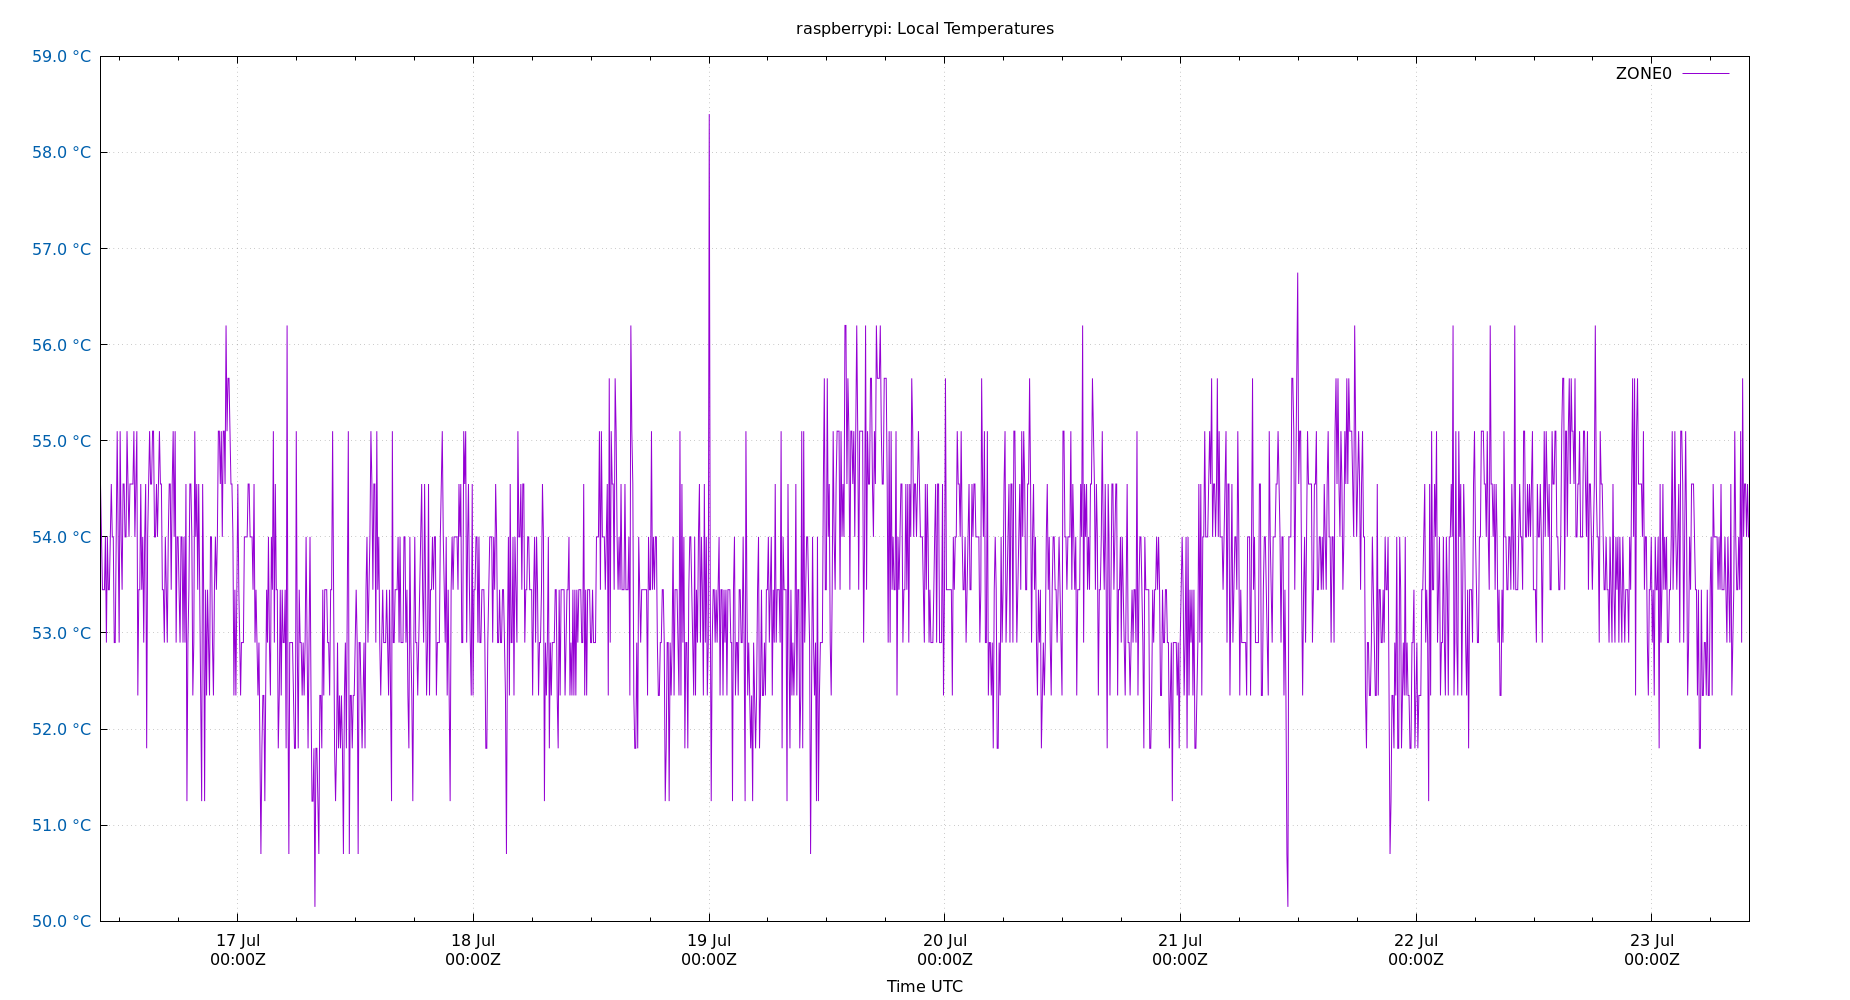 raspberrypi: Local Temperatures
59.0 °C
ZONE0
58.0 °C
57.0 °C
56.0 °C
55.0 °C
54.0 °C
53.0 °C
52.0 °C
51.0 °C
50.0 °C
17 Jul 18 Jul 19 Jul 20 Jul 21 Jul 22 Jul 23 Jul
00:00Z 00:00Z 00:00Z 00:00Z 00:00Z 00:00Z 00:00Z
Time UTC